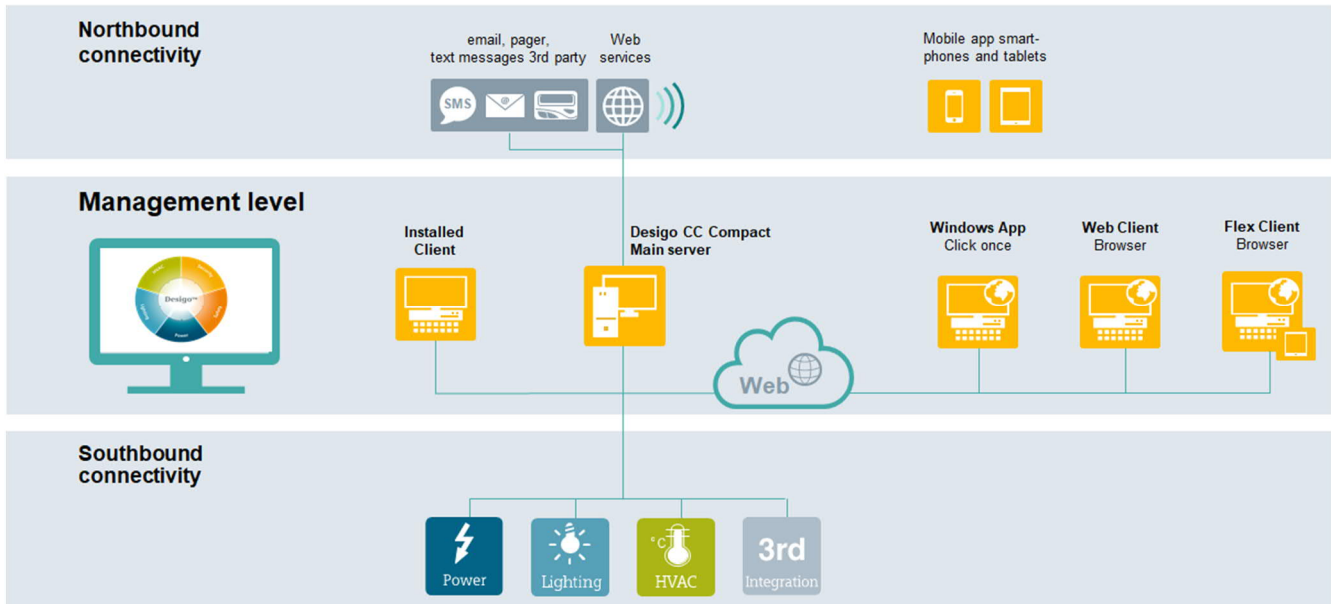 Northbound
connectivity
email, pager,
text messages 3rd party
Web
services
Mobile app smart-
phones and tablets
SMS
@
Management level
Installed
Client
Desigo CC Compact
Main server
Windows App
Click once
Web Client
Browser
Flex Client
Browser
Desigo™
Power
Web
Southbound
connectivity
Power
Lighting
°C
HVAC
3rd
Integration